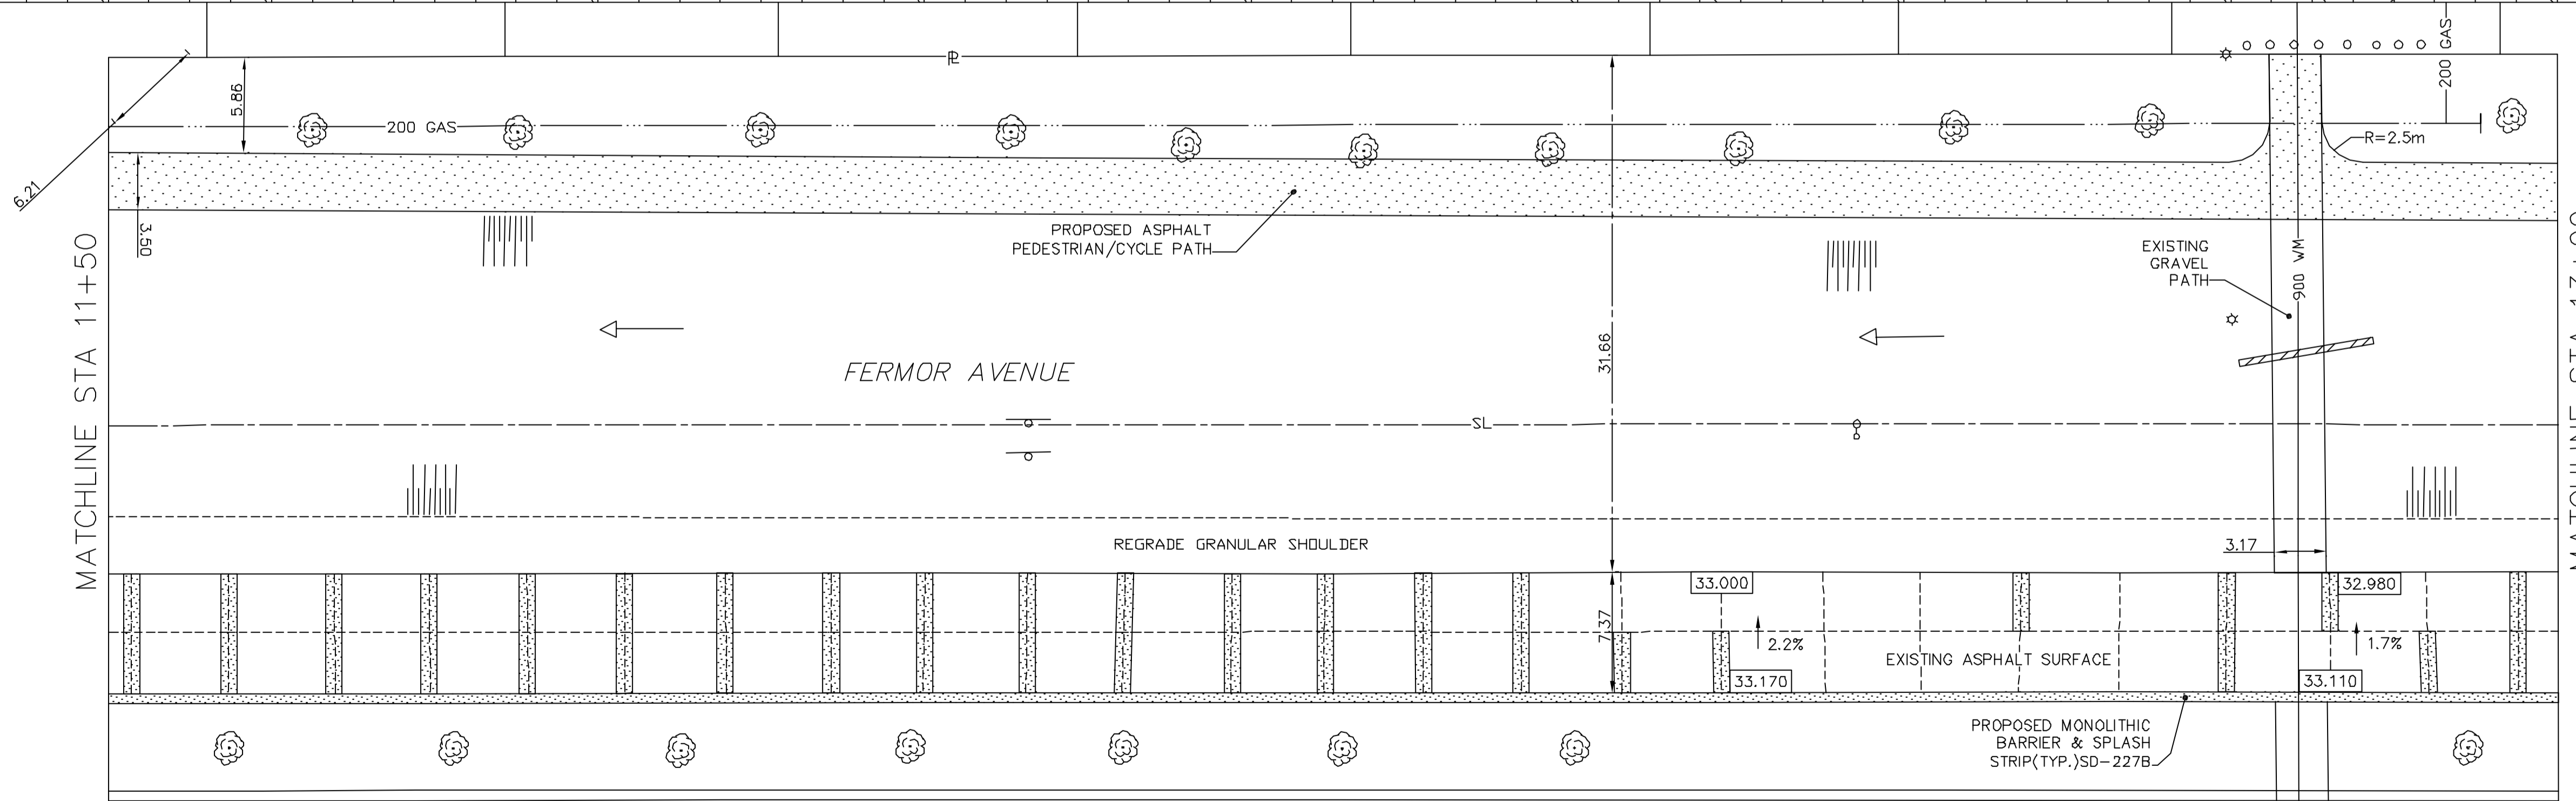 ℄
200 GAS
5.86
200 GAS
R=2.5m
6.21
3.50
PROPOSED ASPHALT
PEDESTRIAN/CYCLE PATH
EXISTING
GRAVEL
PATH
900 WM
MATCHLINE STA 11+50
31.66
FERMOR AVENUE
SL
REGRADE GRANULAR SHOULDER
3.17
33.000
32.980
7.37
2.2%
1.7%
EXISTING ASPHALT SURFACE
33.170
33.110
PROPOSED MONOLITHIC
BARRIER & SPLASH
STRIP(TYP.)SD-227B